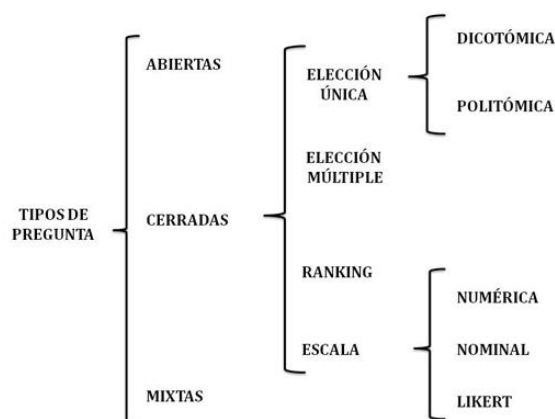 TIPOS DE
PREGUNTA
ABIERTAS
CERRADAS
MIXTAS
ELECCIÓN
ÚNICA
ELECCIÓN
MÚLTIPLE
RANKING
ESCALA
DICOTÓMICA
POLITÓMICA
NUMÉRICA
NOMINAL
LIKERT